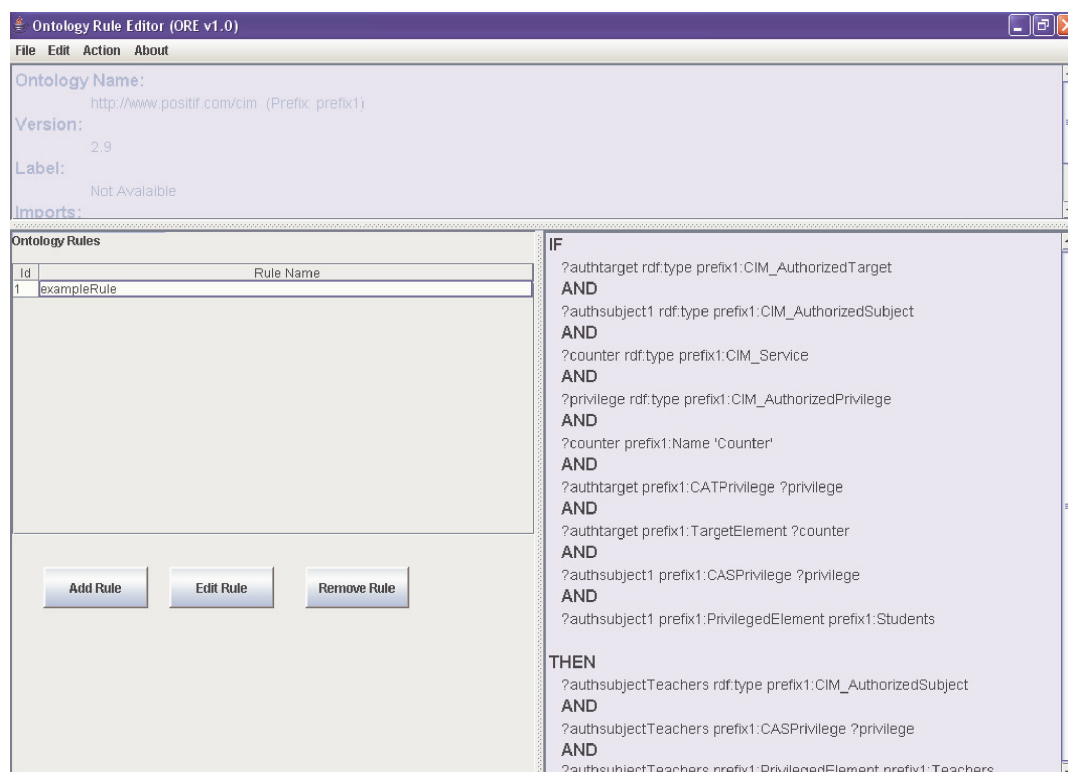 Ontology Rule Editor (ORE v1.0)
File Edit Action About
Ontology Name:
http://www.positif.com/cim (Prefix: prefix1)
Version:
2.9
Label:
Not Avalaible
Imports:
Ontology Rules
Id Rule Name
1 exampleRule
Add Rule Edit Rule Remove Rule
IF
?authtarget rdf:type prefix1:CIM_AuthorizedTarget
AND
?authsubject1 rdf:type prefix1:CIM_AuthorizedSubject
AND
?counter rdf:type prefix1:CIM_Service
AND
?privilege rdf:type prefix1:CIM_AuthorizedPrivilege
AND
?counter prefix1:Name 'Counter'
AND
?authtarget prefix1:CATPrivilege ?privilege
AND
?authtarget prefix1:TargetElement ?counter
AND
?authsubject1 prefix1:CASPrivilege ?privilege
AND
?authsubject1 prefix1:PrivilegedElement prefix1:Students
THEN
?authsubjectTeachers rdf:type prefix1:CIM_AuthorizedSubject
AND
?authsubjectTeachers prefix1:CASPrivilege ?privilege
AND
?authsubjectTeachers prefix1:PrivilegedElement prefix1:Teachers